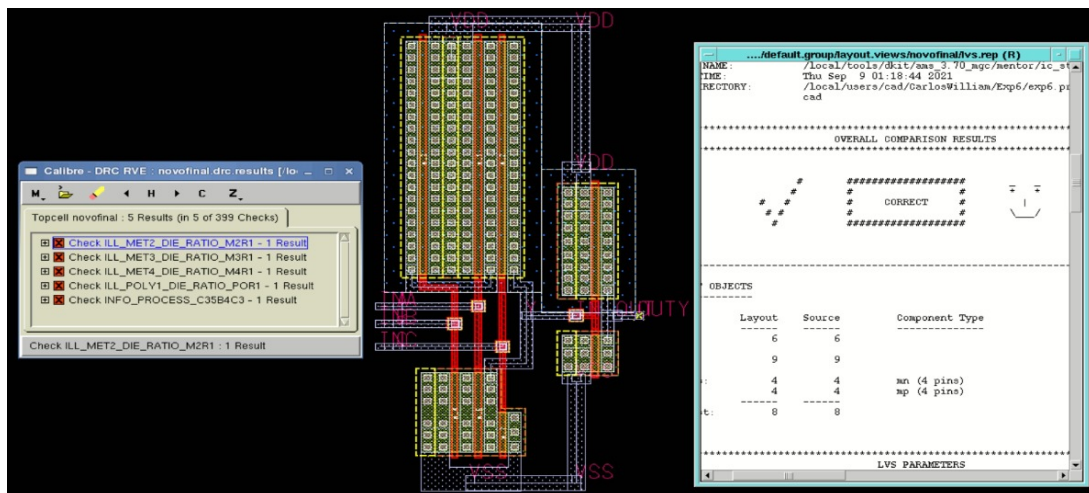 Calibre - DRC RVE : novofinal.drc.results [/lo
M H C Z
Topcell novofinal : 5 Results (in 5 of 399 Checks)
Check ILL_MET2_DIE_RATIO_M2R1 - 1 Result
Check ILL_MET3_DIE_RATIO_M3R1 - 1 Result
Check ILL_MET4_DIE_RATIO_M4R1 - 1 Result
Check ILL_POLY1_DIE_RATIO_POR1 - 1 Result
Check INFO_PROCESS_C35B4C3 - 1 Result
Check ILL_MET2_DIE_RATIO_M2R1 : 1 Result
VDD VDD
VDD
INA
INB
INC
VSS VSS
..../default.group/layout.views/novofinal/lvs.rep (R)
NAME: /local/tools/dkit/ams_3.70_mgc/mentor/ic_st
TIME: Thu Sep 9 01:18:44 2021
RECTORY: /local/users/cad/CarlosWilliam/Exp6/exp6.pr
cad
OVERALL COMPARISON RESULTS
# ###################
# # #
# # # CORRECT #
# # # #
# ###################
OBJECTS
Layout Source Component Type
6 6
9 9
4 4 mn (4 pins)
4 4 mp (4 pins)
8 8
LVS PARAMETERS